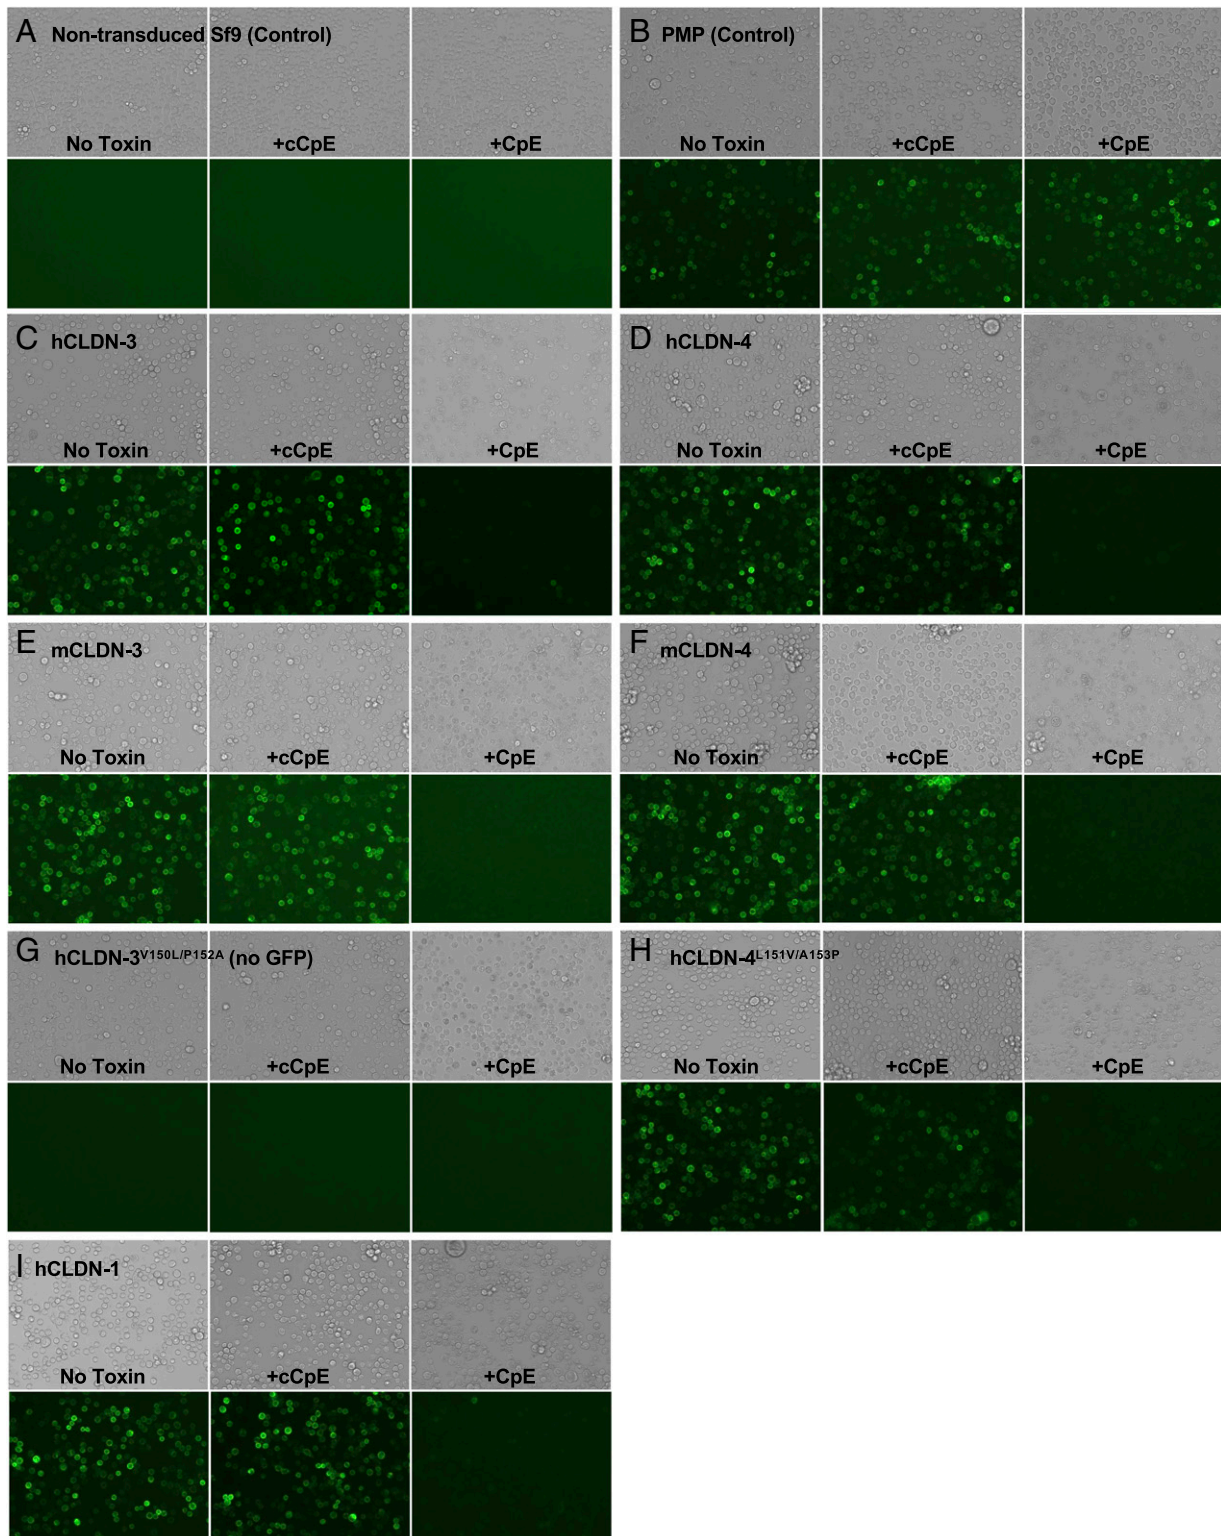 A Non-transduced Sf9 (Control)
No Toxin +cCpE +CpE
B PMP (Control)
No Toxin +cCpE +CpE
C hCLDN-3
No Toxin +cCpE +CpE
D hCLDN-4
No Toxin +cCpE +CpE
E mCLDN-3
No Toxin +cCpE +CpE
F mCLDN-4
No Toxin +cCpE +CpE
G hCLDN-3V150L/P152A (no GFP)
No Toxin +cCpE +CpE
H hCLDN-4L151V/A153P
No Toxin +cCpE +CpE
I hCLDN-1
No Toxin +cCpE +CpE